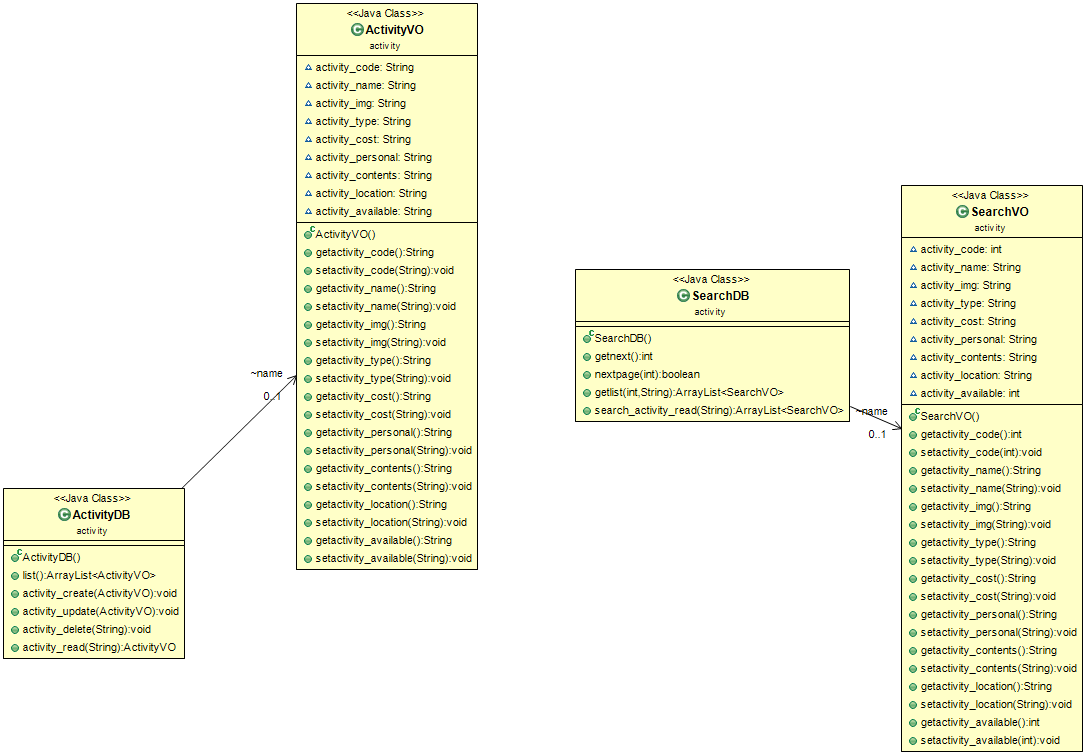 <<Java Class>>
ActivityVO
activity
activity_code: String
activity_name: String
activity_img: String
activity_type: String
activity_cost: String
activity_personal: String
activity_contents: String
activity_location: String
activity_available: String
ActivityVO()
getactivity_code():String
setactivity_code(String):void
getactivity_name():String
setactivity_name(String):void
getactivity_img():String
setactivity_img(String):void
getactivity_type():String
setactivity_type(String):void
getactivity_cost():String
setactivity_cost(String):void
getactivity_personal():String
setactivity_personal(String):void
getactivity_contents():String
setactivity_contents(String):void
getactivity_location():String
setactivity_location(String):void
getactivity_available():String
setactivity_available(String):void
~name
0..1
<<Java Class>>
ActivityDB
activity
ActivityDB()
list():ArrayList<ActivityVO>
activity_create(ActivityVO):void
activity_update(ActivityVO):void
activity_delete(String):void
activity_read(String):ActivityVO
<<Java Class>>
SearchDB
activity
SearchDB()
getnext():int
nextpage(int):boolean
getlist(int,String):ArrayList<SearchVO>
search_activity_read(String):ArrayList<SearchVO>
~name
0..1
<<Java Class>>
SearchVO
activity
activity_code: int
activity_name: String
activity_img: String
activity_type: String
activity_cost: String
activity_personal: String
activity_contents: String
activity_location: String
activity_available: int
SearchVO()
getactivity_code():int
setactivity_code(int):void
getactivity_name():String
setactivity_name(String):void
getactivity_img():String
setactivity_img(String):void
getactivity_type():String
setactivity_type(String):void
getactivity_cost():String
setactivity_cost(String):void
getactivity_personal():String
setactivity_personal(String):void
getactivity_contents():String
setactivity_contents(String):void
getactivity_location():String
setactivity_location(String):void
getactivity_available():int
setactivity_available(int):void